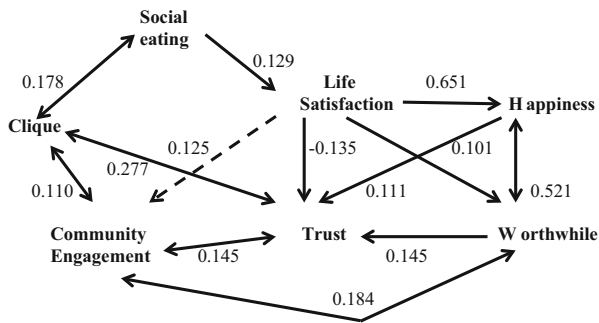 Social
eating
0.129
0.178
Life
Satisfaction
0.651
H appiness
Clique
0.125
0.277
-0.135
0.101
0.110
0.111
0.521
Community
Engagement
Trust
W orthwhile
0.145
0.145
0.184